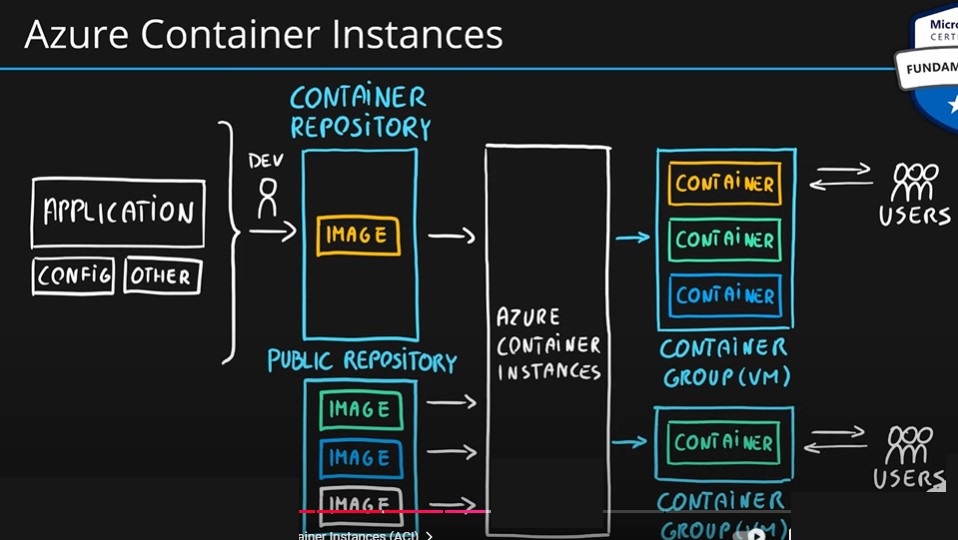 Azure Container Instances
Micro
CERTI
FUNDAM
CONTAINER
REPOSITORY
DEV
APPLICATION
CONFIG
OTHER
IMAGE
PUBLIC REPOSITORY
IMAGE
IMAGE
IMAGE
AZURE
CONTAINER
INSTANCES
CONTAINER
CONTAINER
CONTAINER
CONTAINER
GROUP (VM)
USERS
CONTAINER
CONTAINER
GROUP (VM)
USERS
ainer Instances (ACI)